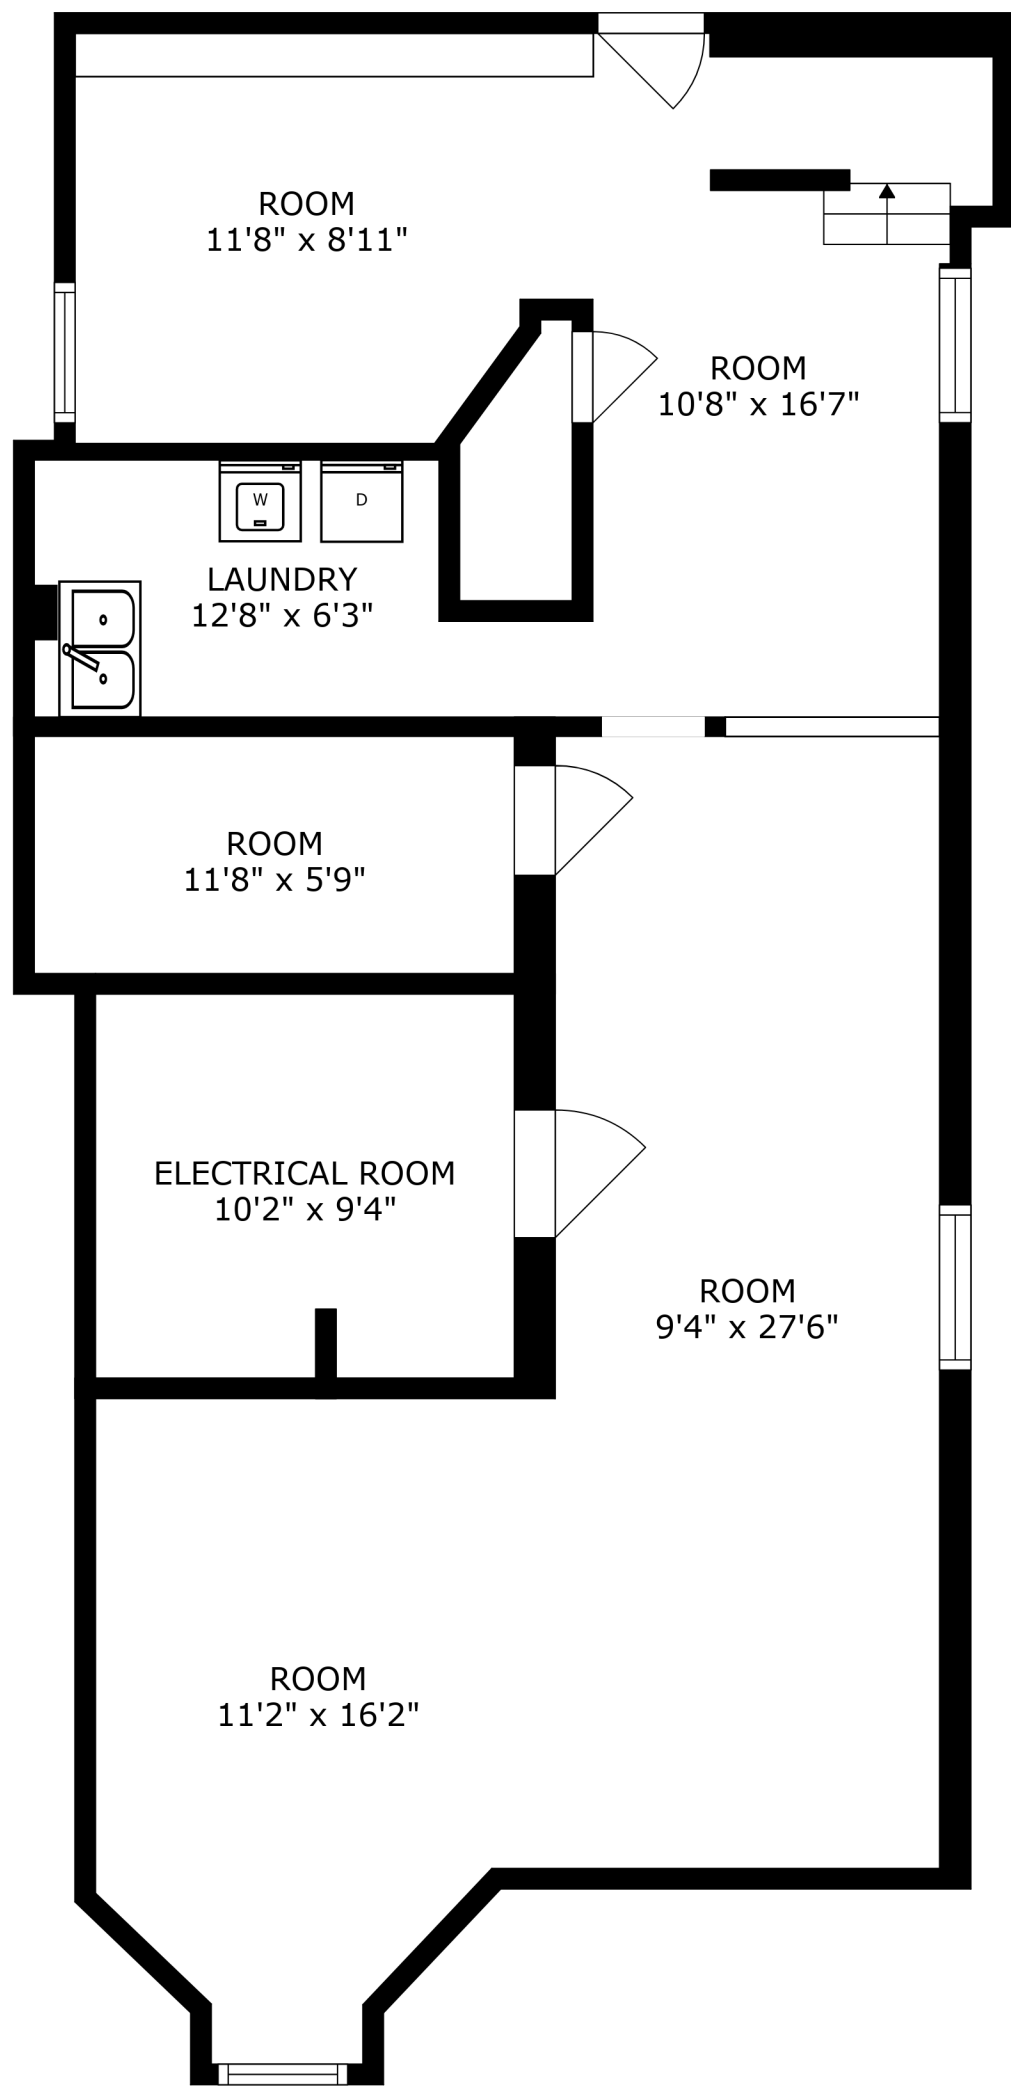 ROOM
11'8" x 8'11"
ROOM
10'8" x 16'7"
W
D
LAUNDRY
12'8" x 6'3"
ROOM
11'8" x 5'9"
ELECTRICAL ROOM
10'2" x 9'4"
ROOM
9'4" x 27'6"
ROOM
11'2" x 16'2"